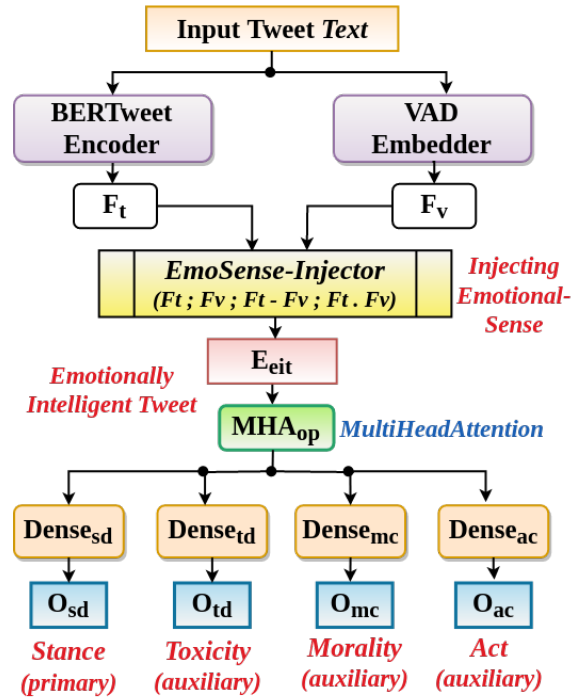 Input Tweet Text
BERTweet
Encoder
VAD
Embedder
Ft
Fv
EmoSense-Injector
(Ft ; Fv ; Ft - Fv ; Ft . Fv)
Injecting
Emotional-
Sense
Eeit
Emotionally
Intelligent Tweet
MHAop
MultiHeadAttention
Densesd
Densetd
Densemc
Denseac
Osd
Otd
Omc
Oac
Stance
(primary)
Toxicity
(auxiliary)
Morality
(auxiliary)
Act
(auxiliary)